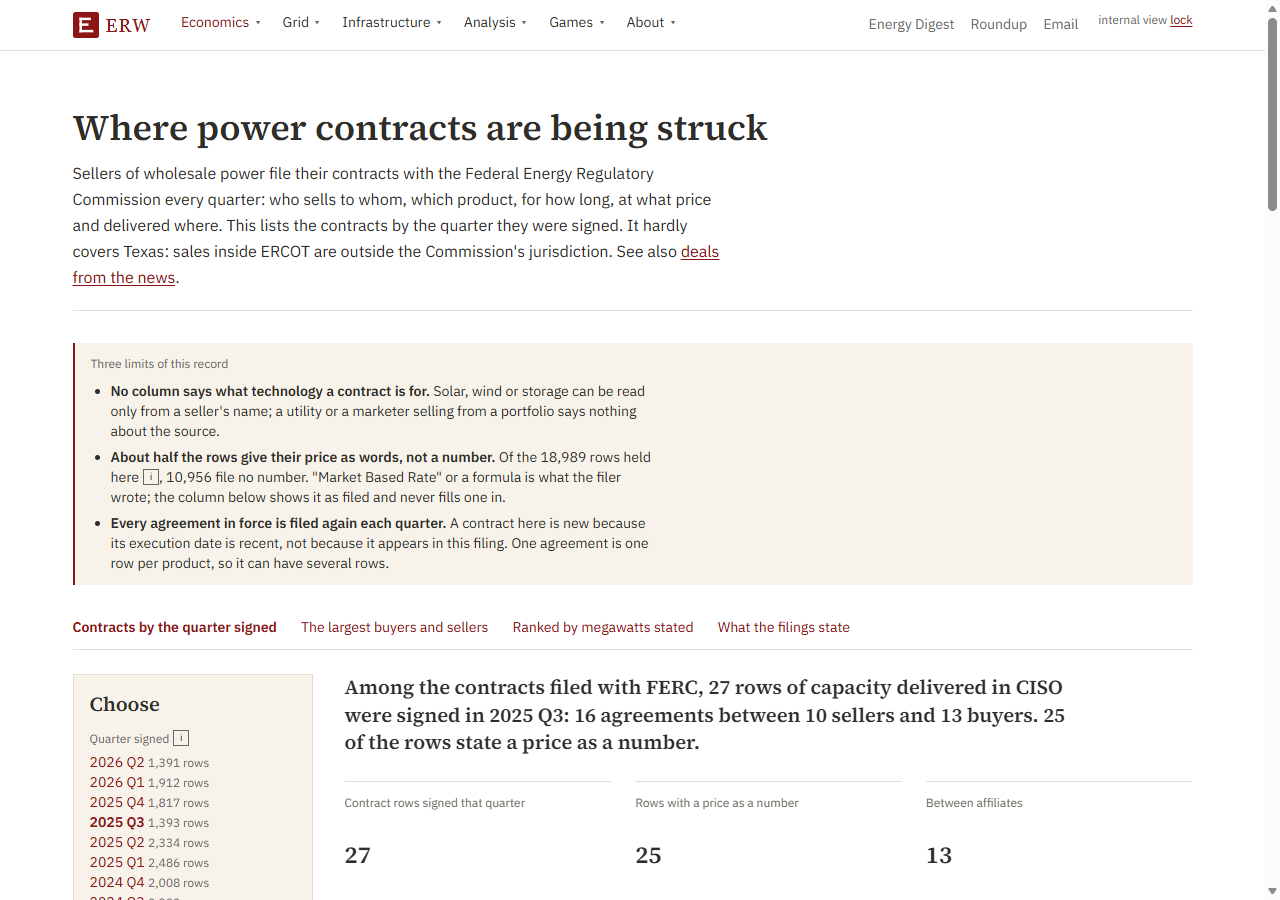 E ERW Economics Grid Infrastructure Analysis Games About Energy Digest Roundup Email internal view lock
Where power contracts are being struck
Sellers of wholesale power file their contracts with the Federal Energy Regulatory
Commission every quarter: who sells to whom, which product, for how long, at what price
and delivered where. This lists the contracts by the quarter they were signed. It hardly
covers Texas: sales inside ERCOT are outside the Commission's jurisdiction. See also deals
from the news.
Three limits of this record
• No column says what technology a contract is for. Solar, wind or storage can be read
only from a seller's name; a utility or a marketer selling from a portfolio says nothing
about the source.
• About half the rows give their price as words, not a number. Of the 18,989 rows held
here i, 10,956 file no number. "Market Based Rate" or a formula is what the filer
wrote; the column below shows it as filed and never fills one in.
• Every agreement in force is filed again each quarter. A contract here is new because
its execution date is recent, not because it appears in this filing. One agreement is one
row per product, so it can have several rows.
Contracts by the quarter signed The largest buyers and sellers Ranked by megawatts stated What the filings state
Choose
Quarter signed i
2026 Q2 1,391 rows
2026 Q1 1,912 rows
2025 Q4 1,817 rows
2025 Q3 1,393 rows
2025 Q2 2,334 rows
2025 Q1 2,486 rows
2024 Q4 2,008 rows
Among the contracts filed with FERC, 27 rows of capacity delivered in CISO
were signed in 2025 Q3: 16 agreements between 10 sellers and 13 buyers. 25
of the rows state a price as a number.
Contract rows signed that quarter
27
Rows with a price as a number
25
Between affiliates
13